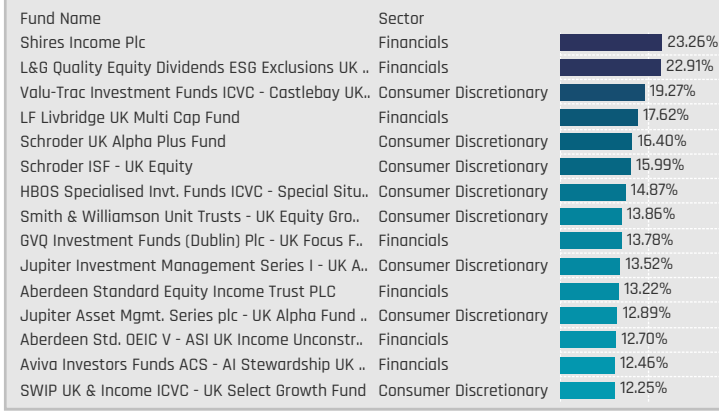 Fund Name Sector
Shires Income Plc Financials 23.26%
L&G Quality Equity Dividends ESG Exclusions UK .. Financials 22.91%
Valu-Trac Investment Funds ICVC - Castlebay UK.. Consumer Discretionary 19.27%
LF Livbridge UK Multi Cap Fund Financials 17.62%
Schroder UK Alpha Plus Fund Consumer Discretionary 16.40%
Schroder ISF - UK Equity Consumer Discretionary 15.99%
HBOS Specialised Invt. Funds ICVC - Special Situ.. Consumer Discretionary 14.87%
Smith & Williamson Unit Trusts - UK Equity Gro.. Consumer Discretionary 13.86%
GVQ Investment Funds (Dublin) Plc - UK Focus F.. Financials 13.78%
Jupiter Investment Management Series I - UK A.. Consumer Discretionary 13.52%
Aberdeen Standard Equity Income Trust PLC Financials 13.22%
Jupiter Asset Mgmt. Series plc - UK Alpha Fund .. Consumer Discretionary 12.89%
Aberdeen Std. OEIC V - ASI UK Income Unconstr.. Financials 12.70%
Aviva Investors Funds ACS - AI Stewardship UK .. Financials 12.46%
SWIP UK & Income ICVC - UK Select Growth Fund Consumer Discretionary 12.25%